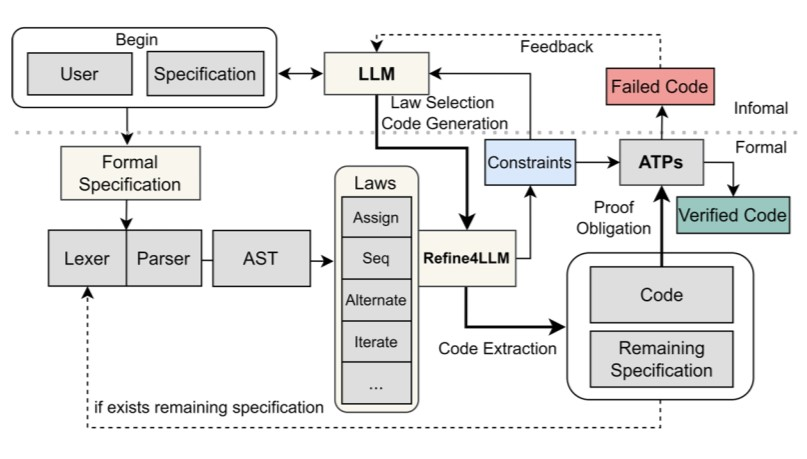 Begin
User
Specification
LLM
Feedback
Failed Code
Law Selection
Code Generation
Infomal
Formal
Formal
Specification
Laws
Constraints
ATPs
Proof
Obligation
Verified Code
Lexer
Parser
AST
Assign
Seq
Alternate
Iterate
...
Refine4LLM
Code
Code Extraction
Remaining
Specification
if exists remaining specification